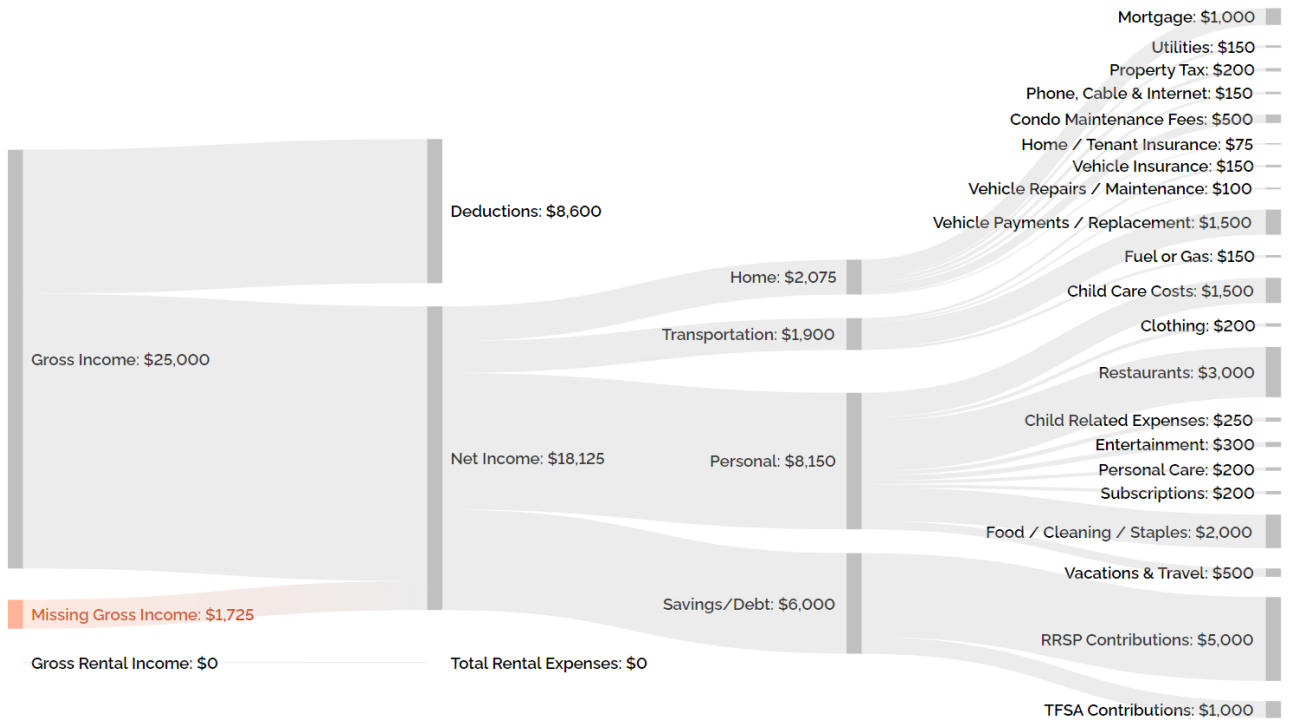 Gross Income: $25,000
Missing Gross Income: $1,725
Gross Rental Income: $0
Deductions: $8,600
Net Income: $18,125
Total Rental Expenses: $0
Home: $2,075
Transportation: $1,900
Personal: $8,150
Savings/Debt: $6,000
Mortgage: $1,000
Utilities: $150
Property Tax: $200
Phone, Cable & Internet: $150
Condo Maintenance Fees: $500
Home / Tenant Insurance: $75
Vehicle Insurance: $150
Vehicle Repairs / Maintenance: $100
Vehicle Payments / Replacement: $1,500
Fuel or Gas: $150
Child Care Costs: $1,500
Clothing: $200
Restaurants: $3,000
Child Related Expenses: $250
Entertainment: $300
Personal Care: $200
Subscriptions: $200
Food / Cleaning / Staples: $2,000
Vacations & Travel: $500
RRSP Contributions: $5,000
TFSA Contributions: $1,000